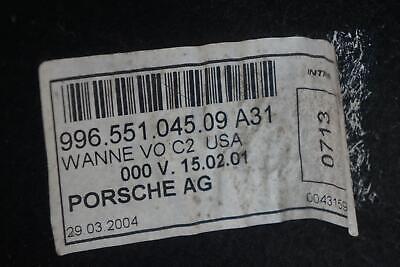 996.551.045.09 A31
WANNE VO C2 USA
000 V. 15.02.01
PORSCHE AG
29.03.2004
0713
0043159